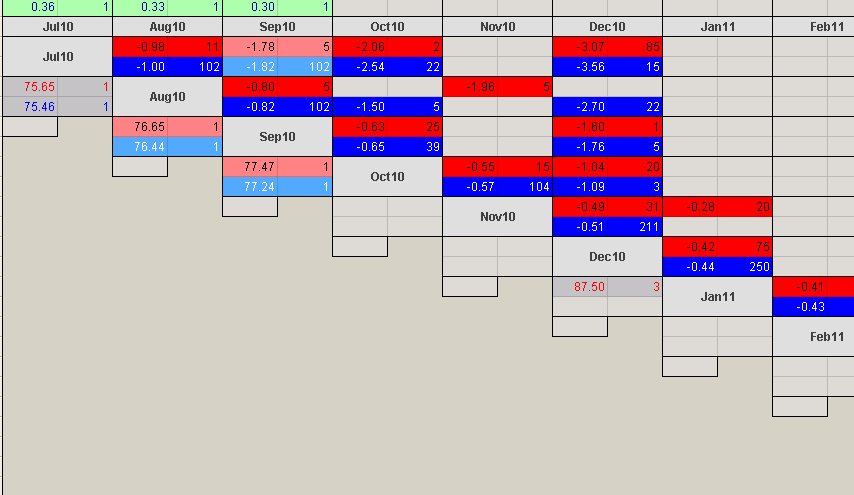 0.36 1 0.33 1 0.30 1
Jul10 Aug10 Sep10 Oct10 Nov10 Dec10 Jan11 Feb11
Jul10 -0.98 11 -1.78 5 -2.06 2 -3.07 85
-1.00 102 -1.82 102 -2.54 22 -3.56 15
75.65 1 Aug10 -0.80 5 -1.96 5
75.46 1 -0.82 102 -1.50 5 -2.70 22
76.65 1 Sep10 -0.63 25 -1.60 1
76.44 1 -0.65 39 -1.76 5
77.47 1 Oct10 -0.55 15 -1.04 20
77.24 1 -0.57 104 -1.09 3
Nov10 -0.49 31 -0.28 20
-0.51 211
Dec10 -0.42 75
-0.44 250
87.50 3 Jan11 -0.41
-0.43
Feb11